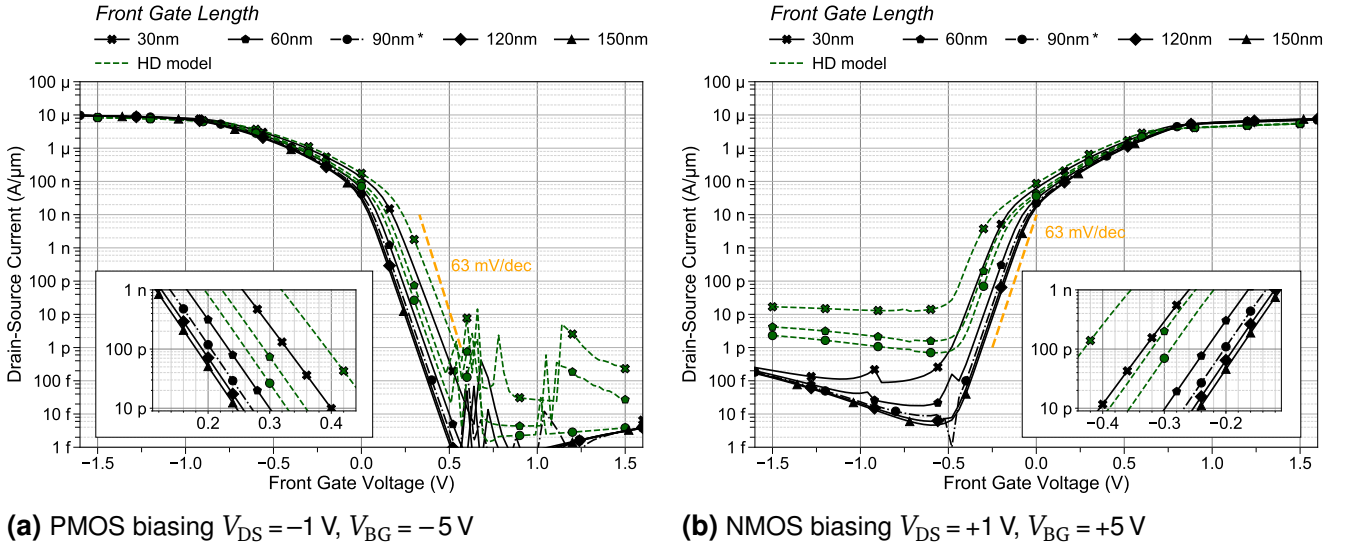 Front Gate Length
30nm 60nm 90nm * 120nm 150nm
HD model
100 µ
10 µ
1 µ
100 n
10 n
1 n
100 p
10 p
1 p
100 f
10 f
1 f
Drain-Source Current (A/µm)
63 mV/dec
1 n
100 p
10 p
0.2 0.3 0.4
−1.5 −1.0 −0.5 0.0 0.5 1.0 1.5
Front Gate Voltage (V)
(a) PMOS biasing VDS = −1 V, VBG = −5 V
Front Gate Length
30nm 60nm 90nm * 120nm 150nm
HD model
100 µ
10 µ
1 µ
100 n
10 n
1 n
100 p
10 p
1 p
100 f
10 f
1 f
Drain-Source Current (A/µm)
63 mV/dec
1 n
100 p
10 p
−0.4 −0.2
−1.5 −1.0 −0.5 0.0 0.5 1.0 1.5
Front Gate Voltage (V)
(b) NMOS biasing VDS = +1 V, VBG = +5 V